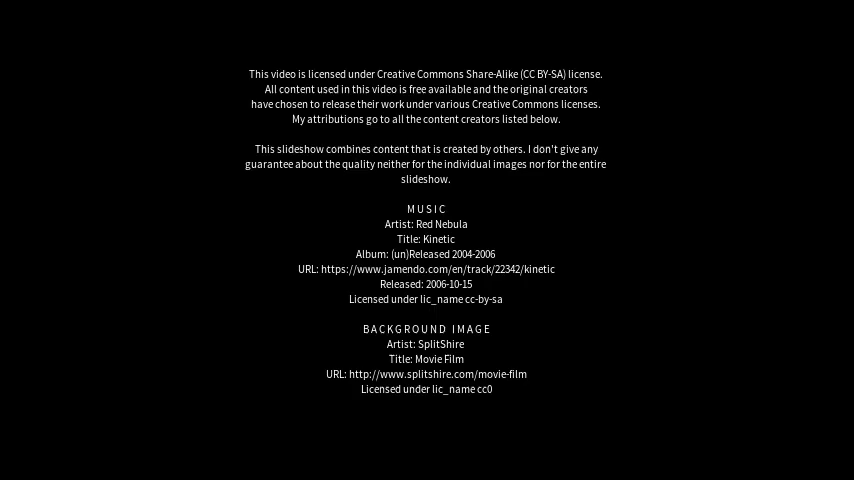 This video is licensed under Creative Commons Share-Alike (CC BY-SA) license.
All content used in this video is free available and the original creators
have chosen to release their work under various Creative Commons licenses.
My attributions go to all the content creators listed below.
This slideshow combines content that is created by others. I don't give any
guarantee about the quality neither for the individual images nor for the entire
slideshow.
MUSIC
Artist: Red Nebula
Title: Kinetic
Album: (un)Released 2004-2006
URL: https://www.jamendo.com/en/track/22342/kinetic
Released: 2006-10-15
Licensed under lic_name cc-by-sa
BACKGROUND IMAGE
Artist: SplitShire
Title: Movie Film
URL: http://www.splitshire.com/movie-film
Licensed under lic_name cc0